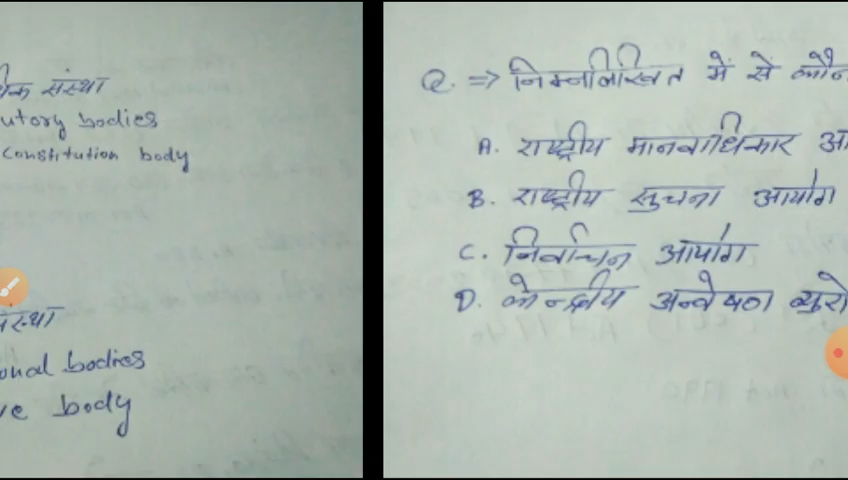 संस्था
utory bodies
constitution body
संस्था
onal bodies
ve body
Q. ⇒ निम्नलिखित में से कौन
A. राष्ट्रीय मानवाधिकार आ
B. राष्ट्रीय सुचना आयोग
C. निर्वाचन आयोग
D. केन्द्रीय अन्वेषण ब्युरो